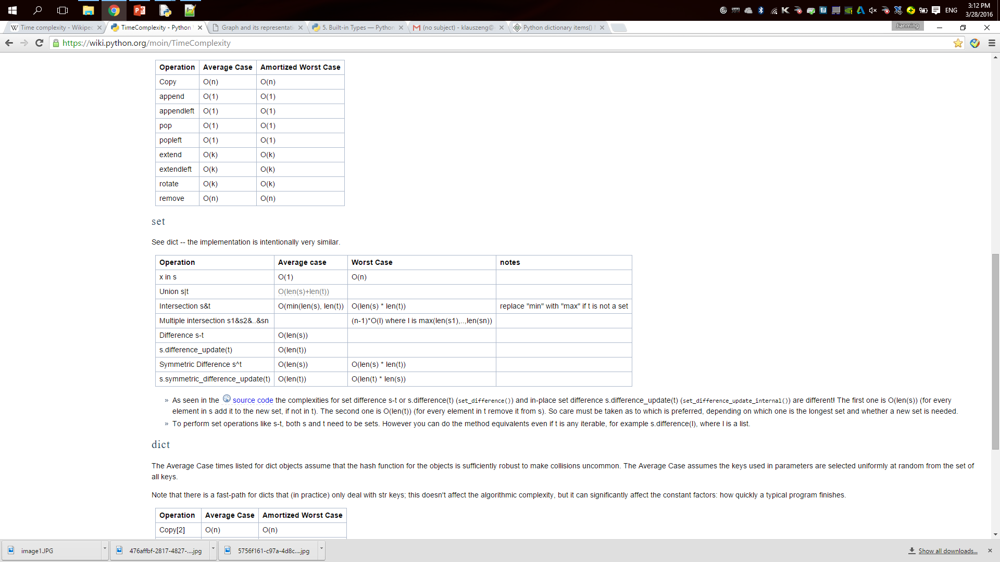 ENG
3:12 PM
3/28/2016
Time complexity - Wikipec
TimeComplexity - Python
Graph and its representati
5. Built-in Types — Python
(no subject) - klauszeng@
Python dictionary items()
Jianming
https://wiki.python.org/moin/TimeComplexity
Operation Average Case Amortized Worst Case
Copy O(n) O(n)
append O(1) O(1)
appendleft O(1) O(1)
pop O(1) O(1)
popleft O(1) O(1)
extend O(k) O(k)
extendleft O(k) O(k)
rotate O(k) O(k)
remove O(n) O(n)
set
See dict -- the implementation is intentionally very similar.
Operation Average case Worst Case notes
x in s O(1) O(n)
Union s|t O(len(s)+len(t))
Intersection s&t O(min(len(s), len(t)) O(len(s) * len(t)) replace "min" with "max" if t is not a set
Multiple intersection s1&s2&..&sn (n-1)*O(l) where l is max(len(s1),..,len(sn))
Difference s-t O(len(s))
s.difference_update(t) O(len(t))
Symmetric Difference s^t O(len(s)) O(len(s) * len(t))
s.symmetric_difference_update(t) O(len(t)) O(len(t) * len(s))
» As seen in the source code the complexities for set difference s-t or s.difference(t) (set_difference()) and in-place set difference s.difference_update(t) (set_difference_update_internal()) are different! The first one is O(len(s)) (for every
element in s add it to the new set, if not in t). The second one is O(len(t)) (for every element in t remove it from s). So care must be taken as to which is preferred, depending on which one is the longest set and whether a new set is needed.
» To perform set operations like s-t, both s and t need to be sets. However you can do the method equivalents even if t is any iterable, for example s.difference(l), where l is a list.
dict
The Average Case times listed for dict objects assume that the hash function for the objects is sufficiently robust to make collisions uncommon. The Average Case assumes the keys used in parameters are selected uniformly at random from the set of
all keys.
Note that there is a fast-path for dicts that (in practice) only deal with str keys; this doesn't affect the algorithmic complexity, but it can significantly affect the constant factors: how quickly a typical program finishes.
Operation Average Case Amortized Worst Case
Copy[2] O(n) O(n)
image1.JPG
476affbf-2817-4827-....jpg
5756f161-c97a-4d8c....jpg
Show all downloads...